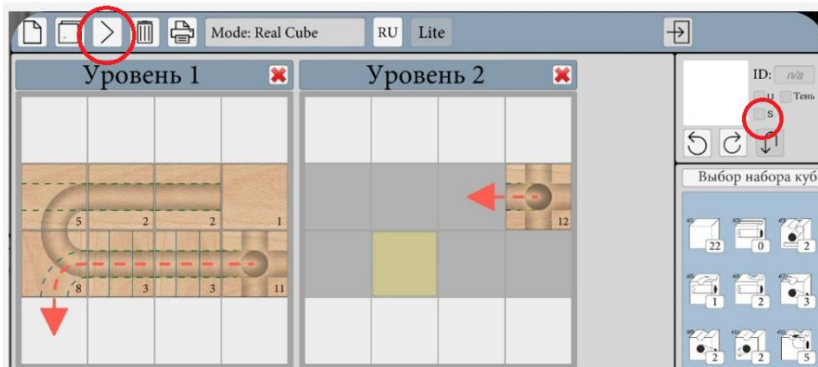 Mode: Real Cube RU Lite
Уровень 1 Уровень 2
ID: n/a
U Тень
S
Выбор набора куб
5 2 2 1 12
8 3 3 11
22 0 2
1 2 3
2 2 5